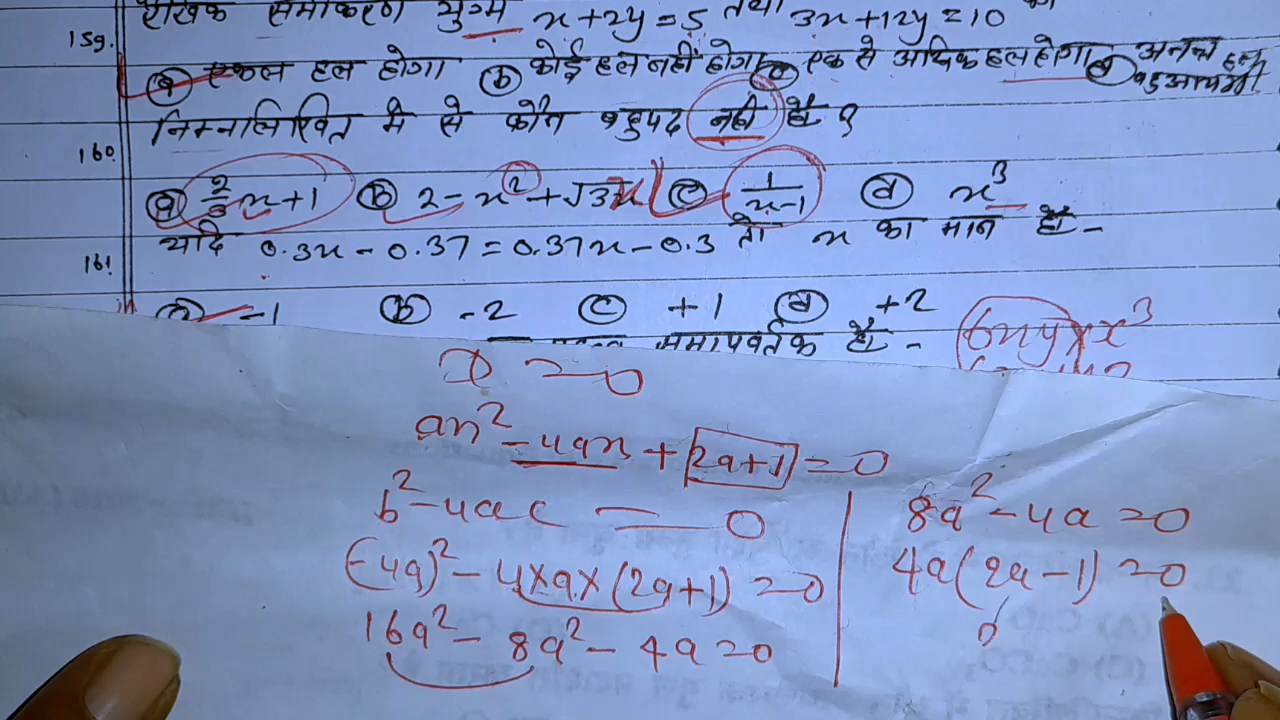 समीकरण युग्म x+2y=5 तथा 3x+12y=10
159.
ⓐ एकल हल होगा ⓑ कोई हल नहीं होगा ⓒ एक से अधिक हल होगा ⓓ अनन्त हल
160. निम्नलिखित में से कौन बहुपद नहीं है ?
ⓐ 2/3 x+1 ⓑ 2-x²+√3x ⓒ 1/(x-1) ⓓ x³
161. यदि 0.3x-0.37=0.37x-0.3 तो x का मान है-
ⓐ -1 ⓑ -2 ⓒ +1 ⓓ +2
समापवर्तक है-
D=0
ax²-4ax+2a+1=0
b²-4ac=0
(-4a)²-4×a×(2a+1)=0
16a²-8a²-4a=0
8a²-4a=0
4a(2a-1)=0
0